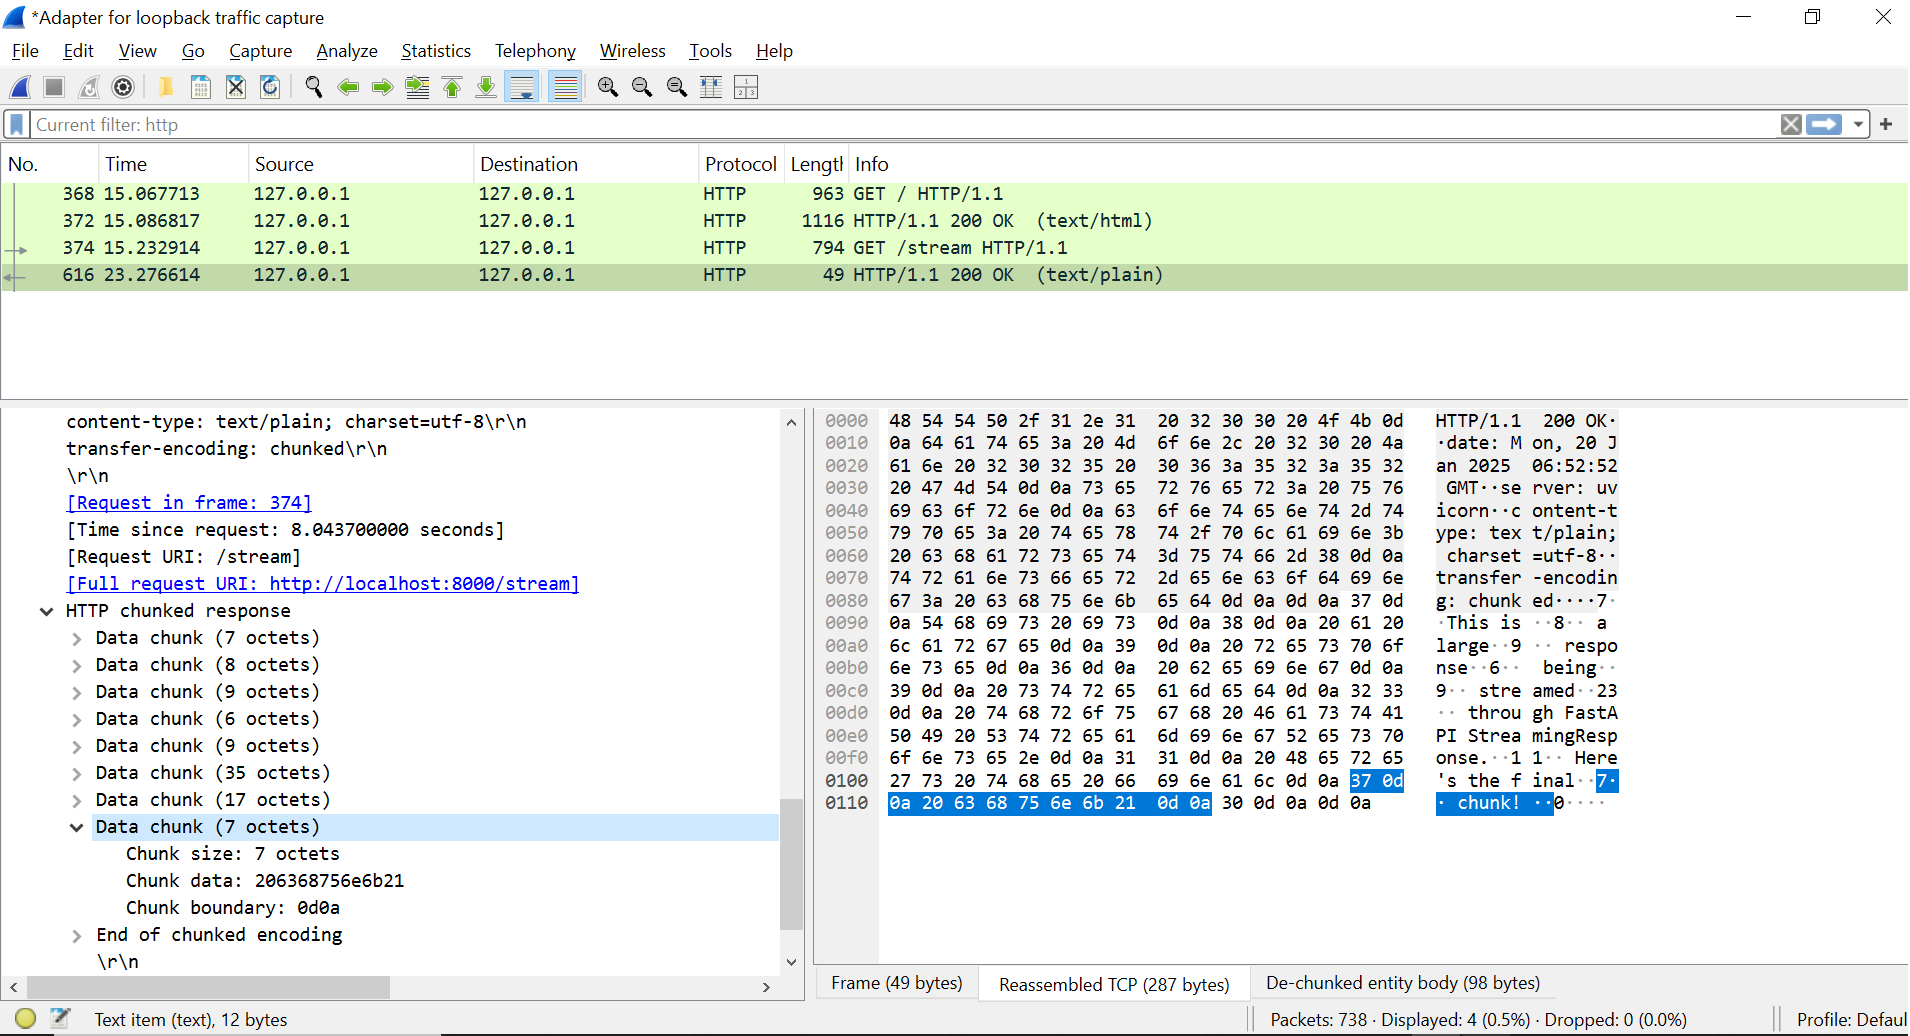 *Adapter for loopback traffic capture
File Edit View Go Capture Analyze Statistics Telephony Wireless Tools Help
Current filter: http
No. Time Source Destination Protocol Length Info
368 15.067713 127.0.0.1 127.0.0.1 HTTP 963 GET / HTTP/1.1
372 15.086817 127.0.0.1 127.0.0.1 HTTP 1116 HTTP/1.1 200 OK (text/html)
374 15.232914 127.0.0.1 127.0.0.1 HTTP 794 GET /stream HTTP/1.1
616 23.276614 127.0.0.1 127.0.0.1 HTTP 49 HTTP/1.1 200 OK (text/plain)
content-type: text/plain; charset=utf-8\r\n
transfer-encoding: chunked\r\n
\r\n
[Request in frame: 374]
[Time since request: 8.043700000 seconds]
[Request URI: /stream]
[Full request URI: http://localhost:8000/stream]
HTTP chunked response
Data chunk (7 octets)
Data chunk (8 octets)
Data chunk (9 octets)
Data chunk (6 octets)
Data chunk (9 octets)
Data chunk (35 octets)
Data chunk (17 octets)
Data chunk (7 octets)
Chunk size: 7 octets
Chunk data: 206368756e6b21
Chunk boundary: 0d0a
End of chunked encoding
\r\n
0000 48 54 54 50 2f 31 2e 31 20 32 30 30 20 4f 4b 0d HTTP/1.1 200 OK·
0010 0a 64 61 74 65 3a 20 4d 6f 6e 2c 20 32 30 20 4a ·date: M on, 20 J
0020 61 6e 20 32 30 32 35 20 30 36 3a 35 32 3a 35 32 an 2025 06:52:52
0030 20 47 4d 54 0d 0a 73 65 72 76 65 72 3a 20 75 76 GMT··se rver: uv
0040 69 63 6f 72 6e 0d 0a 63 6f 6e 74 65 6e 74 2d 74 icorn··c ontent-t
0050 79 70 65 3a 20 74 65 78 74 2f 70 6c 61 69 6e 3b ype: tex t/plain;
0060 20 63 68 61 72 73 65 74 3d 75 74 66 2d 38 0d 0a charset =utf-8··
0070 74 72 61 6e 73 66 65 72 2d 65 6e 63 6f 64 69 6e transfer -encodin
0080 67 3a 20 63 68 75 6e 6b 65 64 0d 0a 0d 0a 37 0d g: chunk ed····7·
0090 0a 54 68 69 73 20 69 73 0d 0a 38 0d 0a 20 61 20 ·This is ··8·· a
00a0 6c 61 72 67 65 0d 0a 39 0d 0a 20 72 65 73 70 6f large··9 ·· respo
00b0 6e 73 65 0d 0a 36 0d 0a 20 62 65 69 6e 67 0d 0a nse··6·· being··
00c0 39 0d 0a 20 73 74 72 65 61 6d 65 64 0d 0a 32 33 9·· stre amed··23
00d0 0d 0a 20 74 68 72 6f 75 67 68 20 46 61 73 74 41 ·· throu gh FastA
00e0 50 49 20 53 74 72 65 61 6d 69 6e 67 52 65 73 70 PI Strea mingResp
00f0 6f 6e 73 65 2e 0d 0a 31 31 0d 0a 20 48 65 72 65 onse.··1 1·· Here
0100 27 73 20 74 68 65 20 66 69 6e 61 6c 0d 0a 37 0d 's the f inal··7·
0110 0a 20 63 68 75 6e 6b 21 0d 0a 30 0d 0a 0d 0a · chunk! ··0····
Frame (49 bytes) Reassembled TCP (287 bytes) De-chunked entity body (98 bytes)
Text item (text), 12 bytes Packets: 738 · Displayed: 4 (0.5%) · Dropped: 0 (0.0%) Profile: Defaul